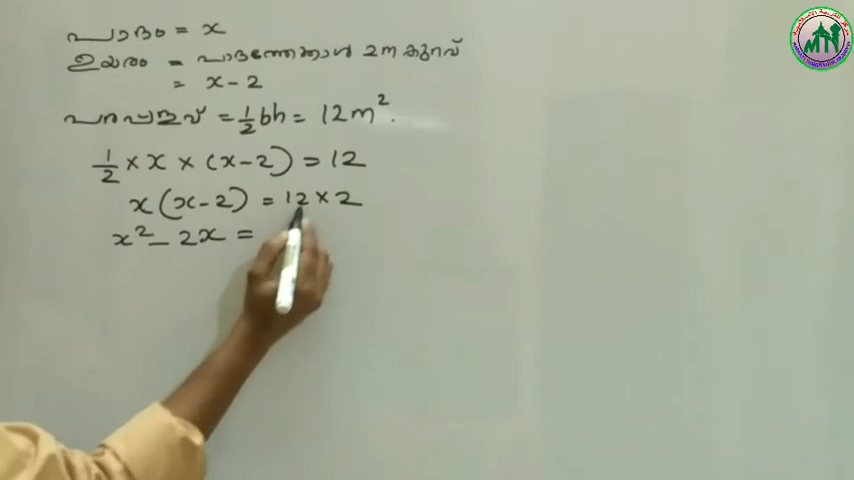 പാദം = x
ഉയരം = പാദത്തേക്കാൾ 2m കുറവ്
= x - 2
പരപ്പളവ് = 1/2 bh = 12m².
1/2 × x × (x - 2) = 12
x(x - 2) = 12 × 2
x² - 2x =